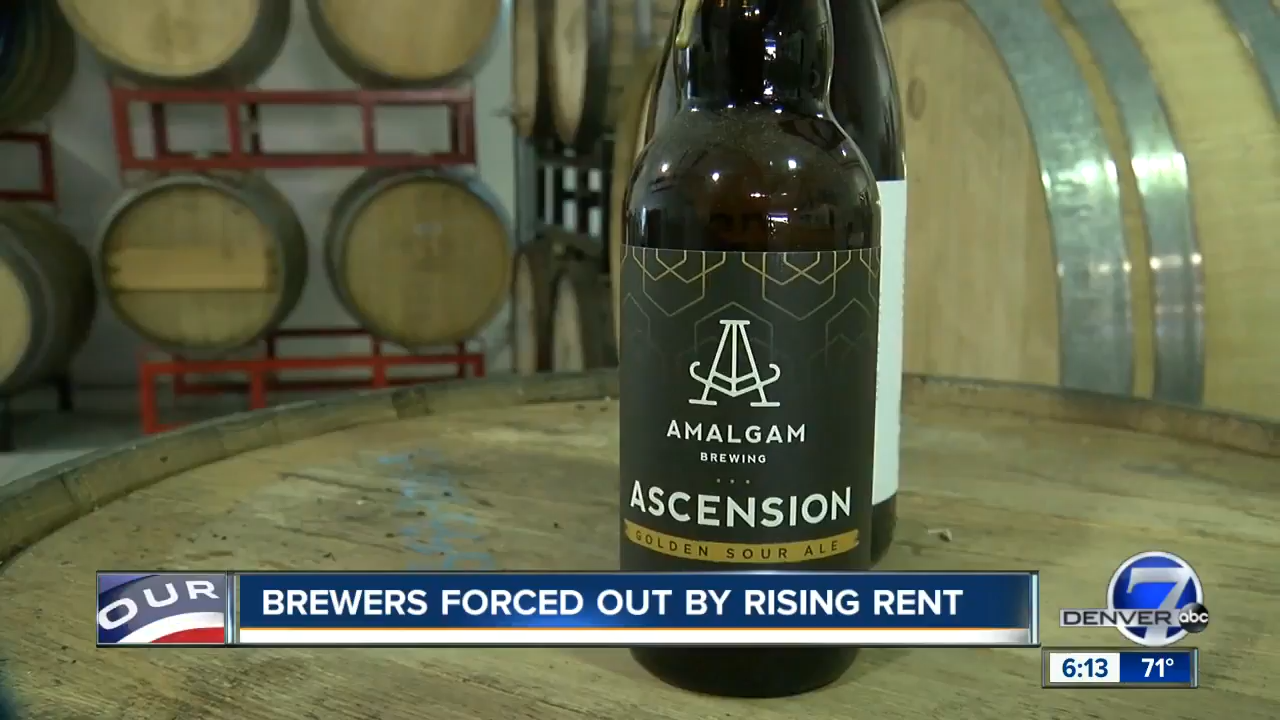 AMALGAM
BREWING
ASCENSION
GOLDEN SOUR ALE
OUR
BREWERS FORCED OUT BY RISING RENT
7
DENVER abc
6:13 71°